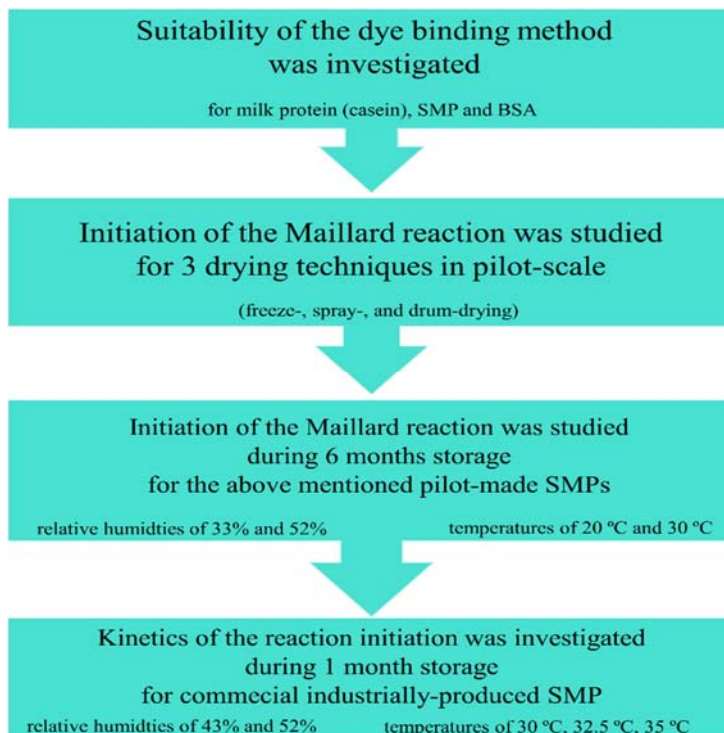 Suitability of the dye binding method
was investigated
for milk protein (casein), SMP and BSA
Initiation of the Maillard reaction was studied
for 3 drying techniques in pilot-scale
(freeze-, spray-, and drum-drying)
Initiation of the Maillard reaction was studied
during 6 months storage
for the above mentioned pilot-made SMPs
relative humidties of 33% and 52% temperatures of 20 ºC and 30 ºC
Kinetics of the reaction initiation was investigated
during 1 month storage
for commecial industrially-produced SMP
relative humidties of 43% and 52% temperatures of 30 ºC, 32.5 ºC, 35 ºC